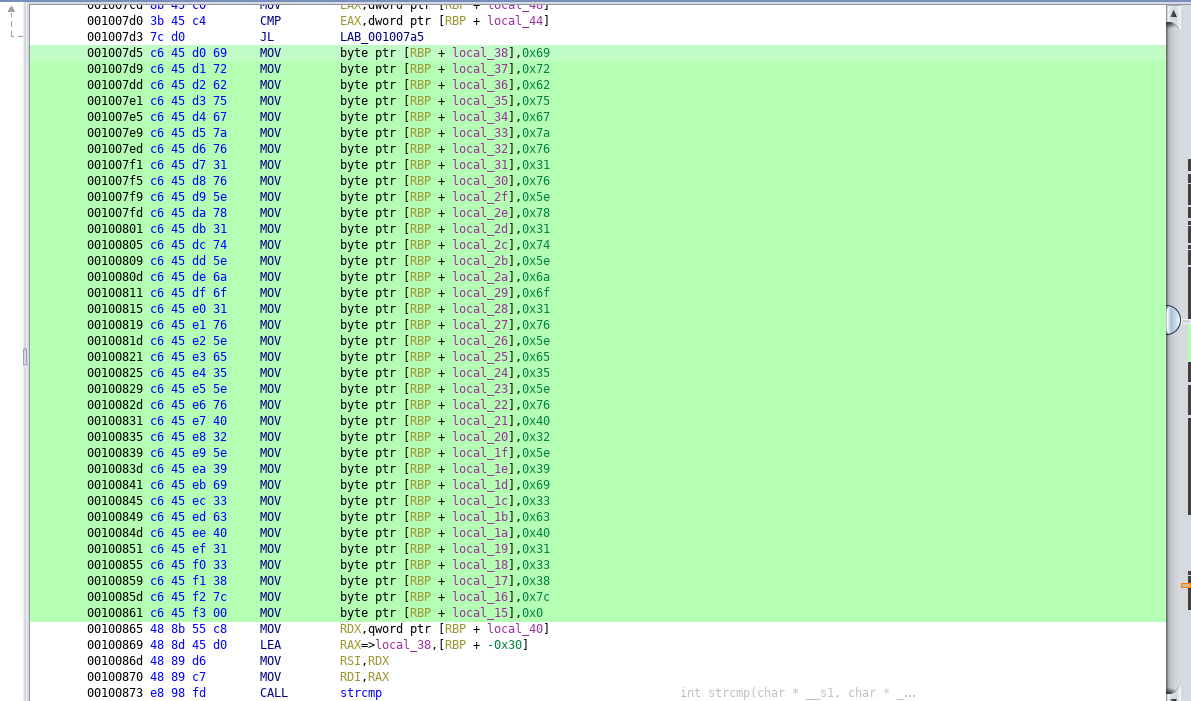 001007cd 8b 45 c0 MOV EAX,dword ptr [RBP + local_48]
001007d0 3b 45 c4 CMP EAX,dword ptr [RBP + local_44]
001007d3 7c d0 JL LAB_001007a5
001007d5 c6 45 d0 69 MOV byte ptr [RBP + local_38],0x69
001007d9 c6 45 d1 72 MOV byte ptr [RBP + local_37],0x72
001007dd c6 45 d2 62 MOV byte ptr [RBP + local_36],0x62
001007e1 c6 45 d3 75 MOV byte ptr [RBP + local_35],0x75
001007e5 c6 45 d4 67 MOV byte ptr [RBP + local_34],0x67
001007e9 c6 45 d5 7a MOV byte ptr [RBP + local_33],0x7a
001007ed c6 45 d6 76 MOV byte ptr [RBP + local_32],0x76
001007f1 c6 45 d7 31 MOV byte ptr [RBP + local_31],0x31
001007f5 c6 45 d8 76 MOV byte ptr [RBP + local_30],0x76
001007f9 c6 45 d9 5e MOV byte ptr [RBP + local_2f],0x5e
001007fd c6 45 da 78 MOV byte ptr [RBP + local_2e],0x78
00100801 c6 45 db 31 MOV byte ptr [RBP + local_2d],0x31
00100805 c6 45 dc 74 MOV byte ptr [RBP + local_2c],0x74
00100809 c6 45 dd 5e MOV byte ptr [RBP + local_2b],0x5e
0010080d c6 45 de 6a MOV byte ptr [RBP + local_2a],0x6a
00100811 c6 45 df 6f MOV byte ptr [RBP + local_29],0x6f
00100815 c6 45 e0 31 MOV byte ptr [RBP + local_28],0x31
00100819 c6 45 e1 76 MOV byte ptr [RBP + local_27],0x76
0010081d c6 45 e2 5e MOV byte ptr [RBP + local_26],0x5e
00100821 c6 45 e3 65 MOV byte ptr [RBP + local_25],0x65
00100825 c6 45 e4 35 MOV byte ptr [RBP + local_24],0x35
00100829 c6 45 e5 5e MOV byte ptr [RBP + local_23],0x5e
0010082d c6 45 e6 76 MOV byte ptr [RBP + local_22],0x76
00100831 c6 45 e7 40 MOV byte ptr [RBP + local_21],0x40
00100835 c6 45 e8 32 MOV byte ptr [RBP + local_20],0x32
00100839 c6 45 e9 5e MOV byte ptr [RBP + local_1f],0x5e
0010083d c6 45 ea 39 MOV byte ptr [RBP + local_1e],0x39
00100841 c6 45 eb 69 MOV byte ptr [RBP + local_1d],0x69
00100845 c6 45 ec 33 MOV byte ptr [RBP + local_1c],0x33
00100849 c6 45 ed 63 MOV byte ptr [RBP + local_1b],0x63
0010084d c6 45 ee 40 MOV byte ptr [RBP + local_1a],0x40
00100851 c6 45 ef 31 MOV byte ptr [RBP + local_19],0x31
00100855 c6 45 f0 33 MOV byte ptr [RBP + local_18],0x33
00100859 c6 45 f1 38 MOV byte ptr [RBP + local_17],0x38
0010085d c6 45 f2 7c MOV byte ptr [RBP + local_16],0x7c
00100861 c6 45 f3 00 MOV byte ptr [RBP + local_15],0x0
00100865 48 8b 55 c8 MOV RDX,qword ptr [RBP + local_40]
00100869 48 8d 45 d0 LEA RAX=>local_38,[RBP + -0x30]
0010086d 48 89 d6 MOV RSI,RDX
00100870 48 89 c7 MOV RDI,RAX
00100873 e8 98 fd CALL strcmp int strcmp(char * __s1, char * _...